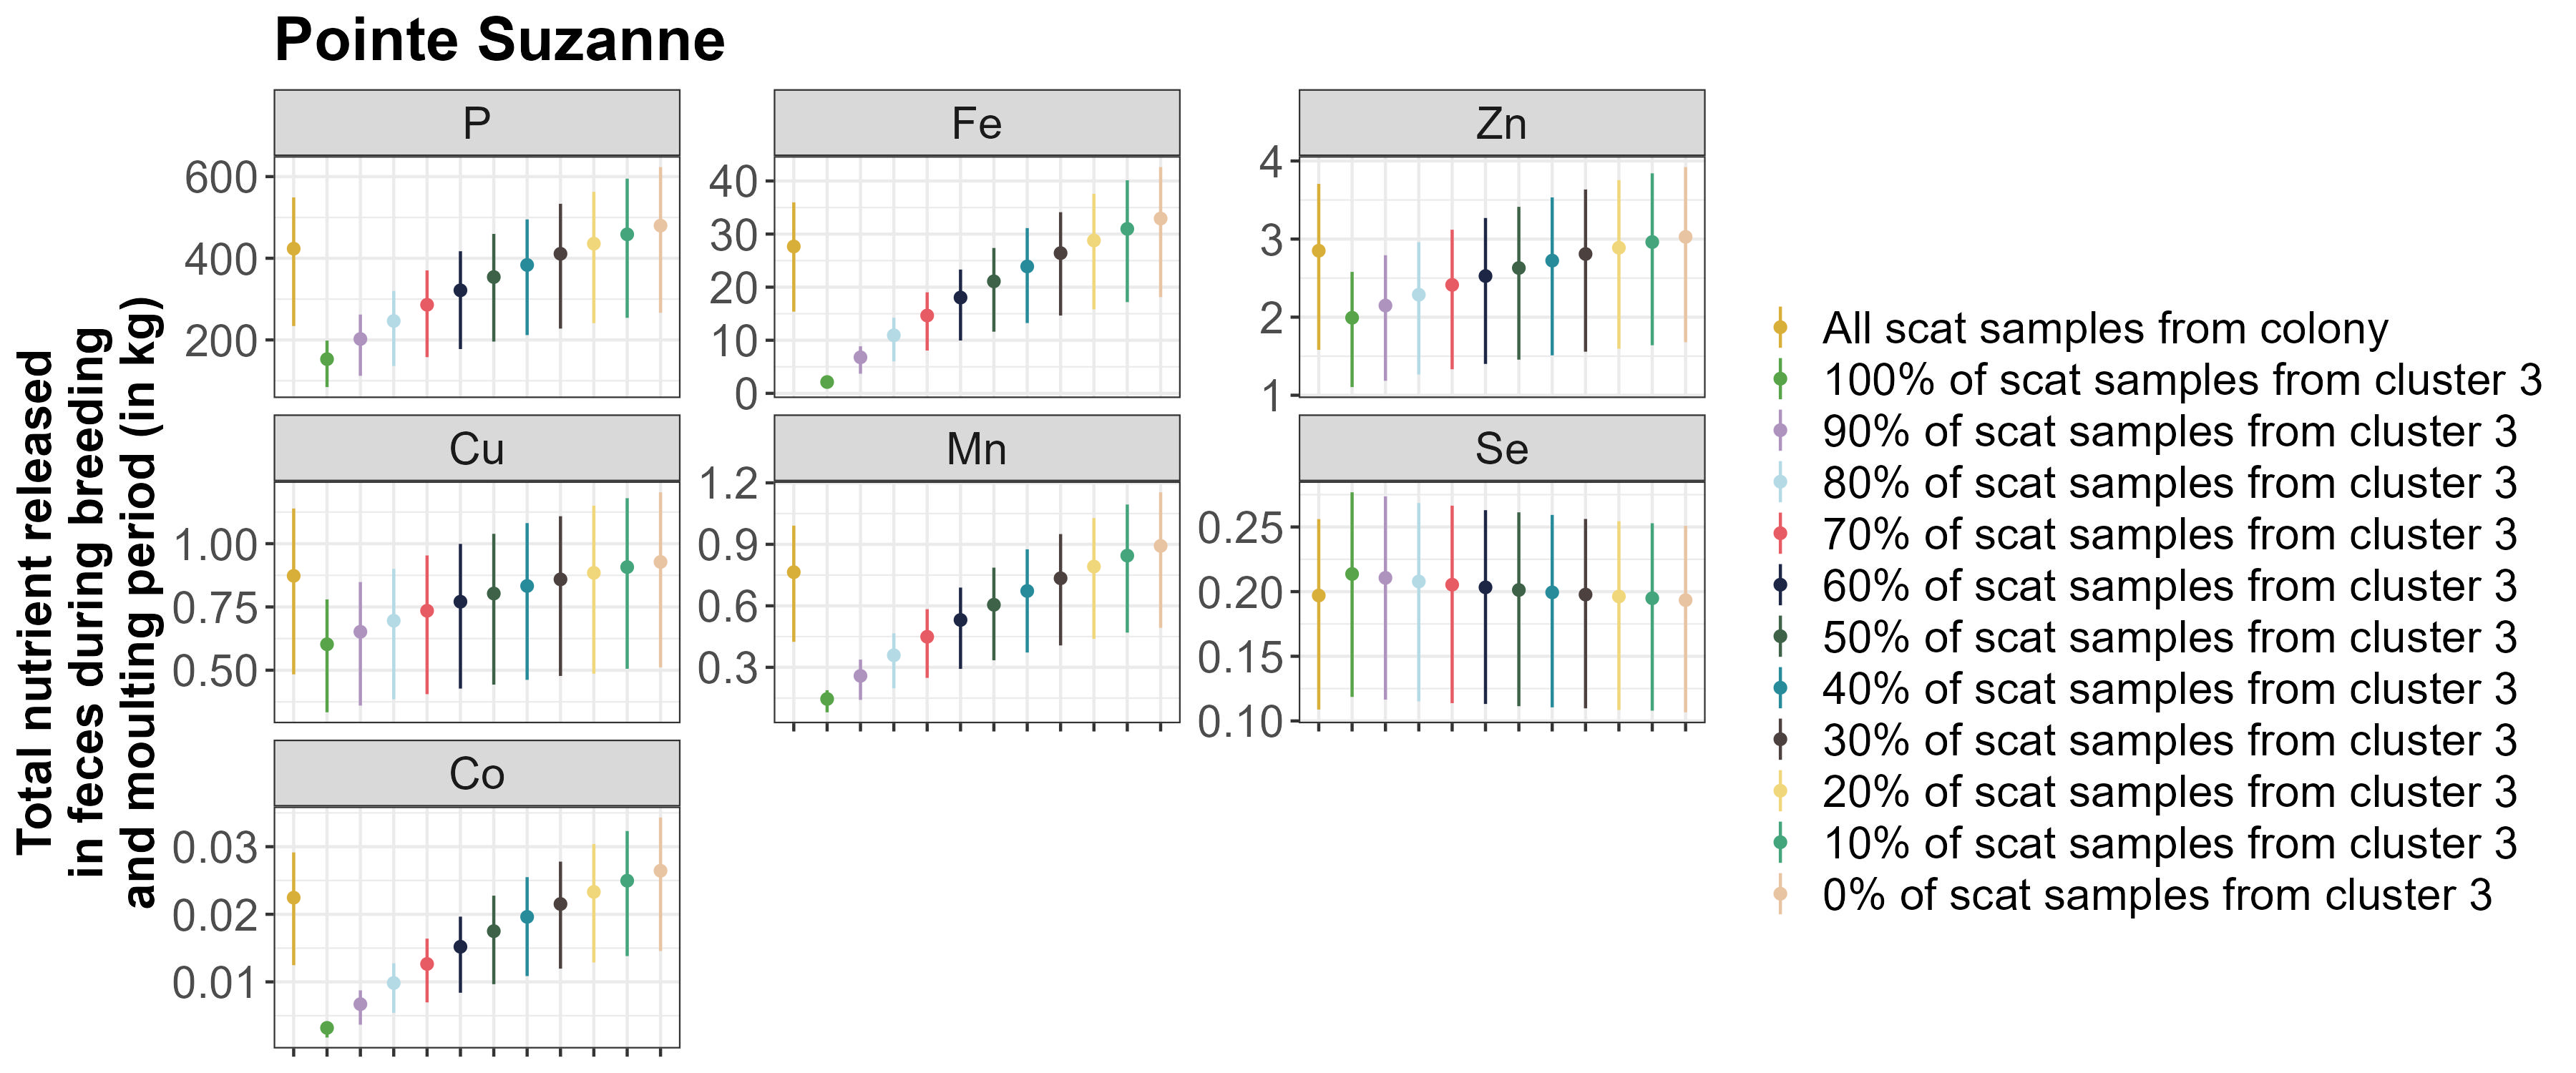 Pointe Suzanne
Total nutrient released
in feces during breeding
and moulting period (in kg)
P
600
400
200
Fe
40
30
20
10
0
Zn
4
3
2
1
Cu
1.00
0.75
0.50
Mn
1.2
0.9
0.6
0.3
Se
0.25
0.20
0.15
0.10
Co
0.03
0.02
0.01
All scat samples from colony
100% of scat samples from cluster 3
90% of scat samples from cluster 3
80% of scat samples from cluster 3
70% of scat samples from cluster 3
60% of scat samples from cluster 3
50% of scat samples from cluster 3
40% of scat samples from cluster 3
30% of scat samples from cluster 3
20% of scat samples from cluster 3
10% of scat samples from cluster 3
0% of scat samples from cluster 3